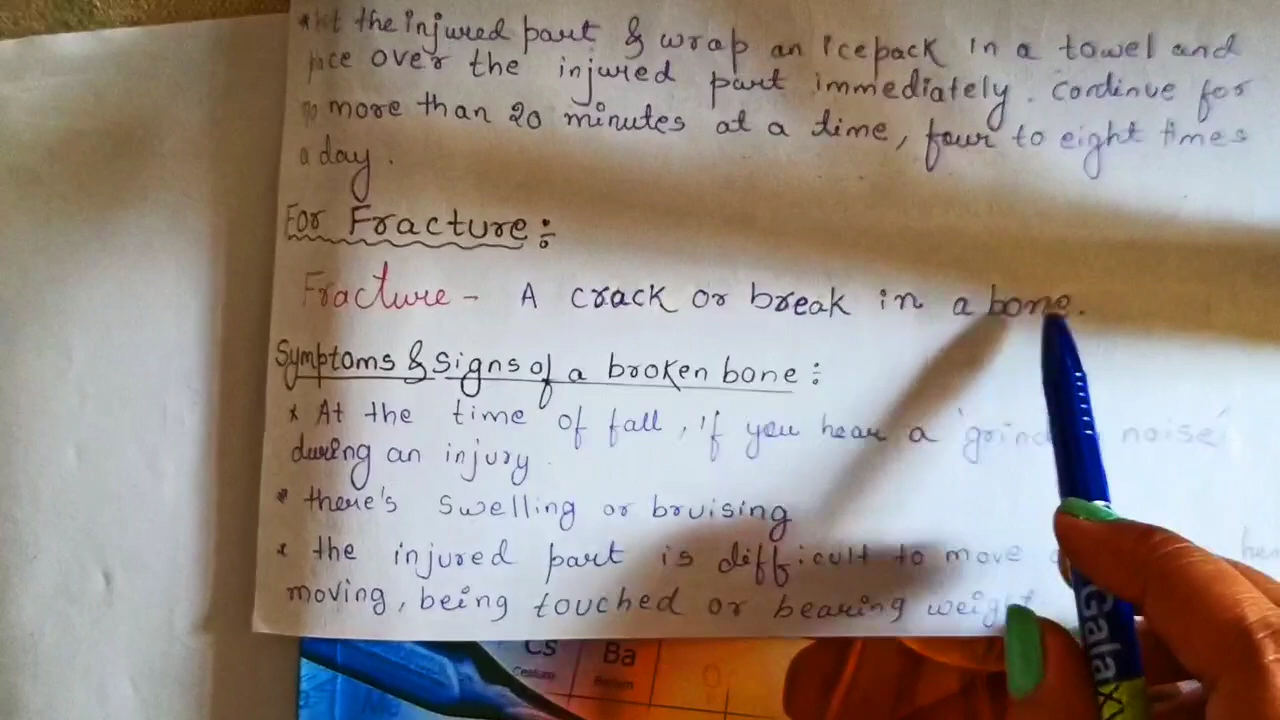 the injured part & wrap an Icepack in a towel and
over the injured part immediately. continue for
more than 20 minutes at a time, four to eight times
a day.
For Fracture:
Fracture - A crack or break in a bone.
Symptoms & signs of a broken bone:
* At the time of fall, if you hear a 'grind noise'
during an injury
* there's swelling or bruising
* the injured part is difficult to move
moving, being touched or bearing weight
Cs
Ba
Galaxy